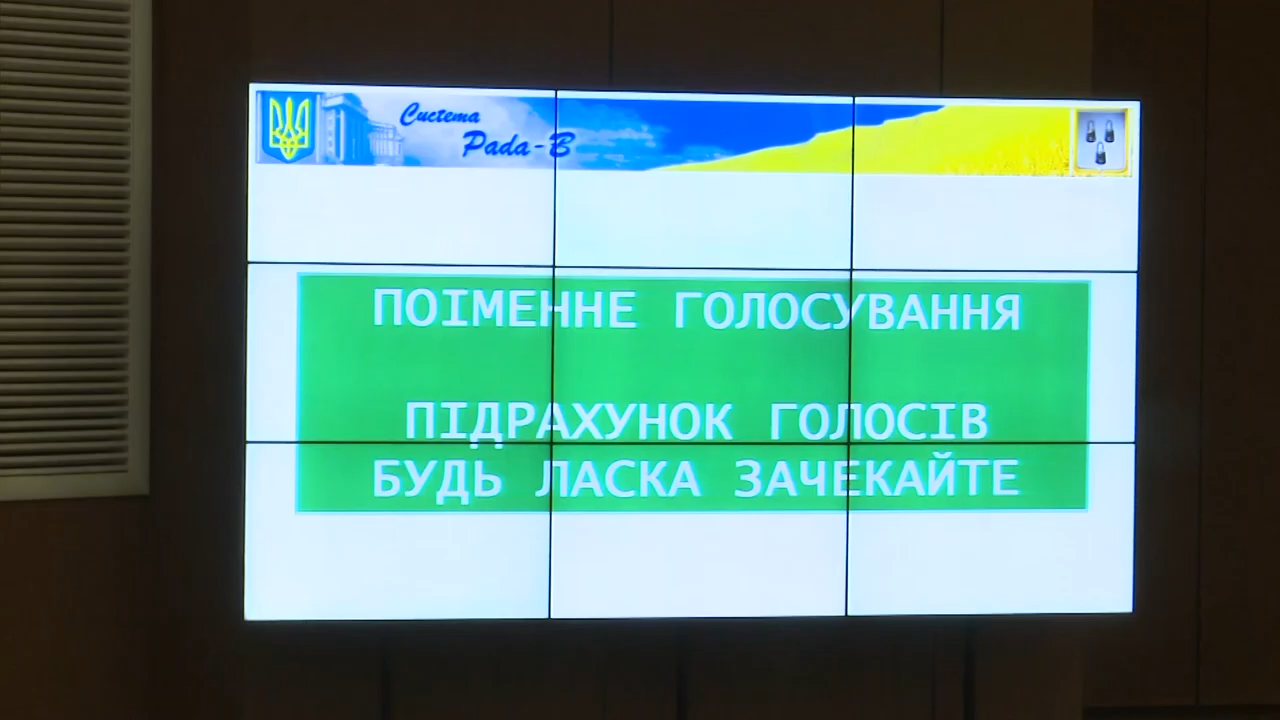 Система
Рада-В
ПОІМЕННЕ ГОЛОСУВАННЯ
ПІДРАХУНОК ГОЛОСІВ
БУДЬ ЛАСКА ЗАЧЕКАЙТЕ